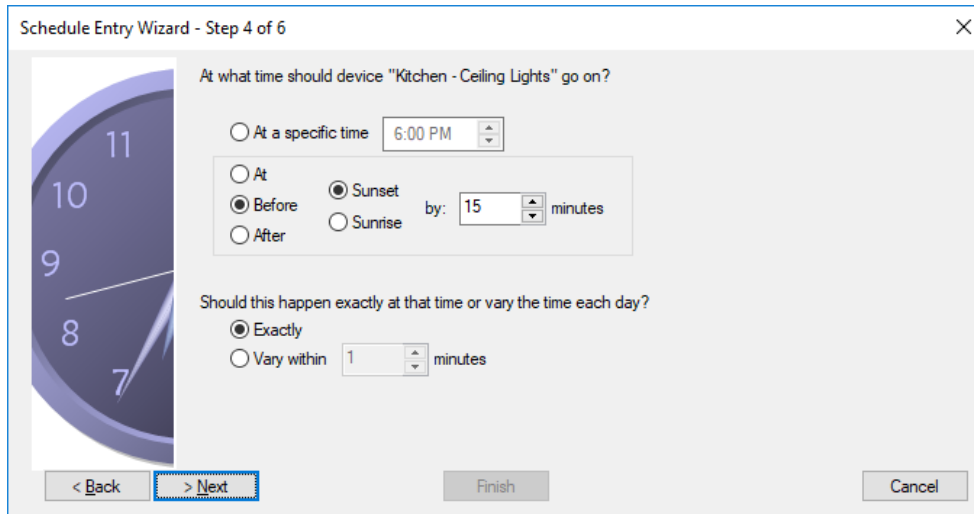 Schedule Entry Wizard - Step 4 of 6
At what time should device "Kitchen - Ceiling Lights" go on?
At a specific time 6:00 PM
At
Before
After
Sunset
Sunrise
by: 15 minutes
Should this happen exactly at that time or vary the time each day?
Exactly
Vary within 1 minutes
11
10
9
8
7
< Back > Next Finish Cancel